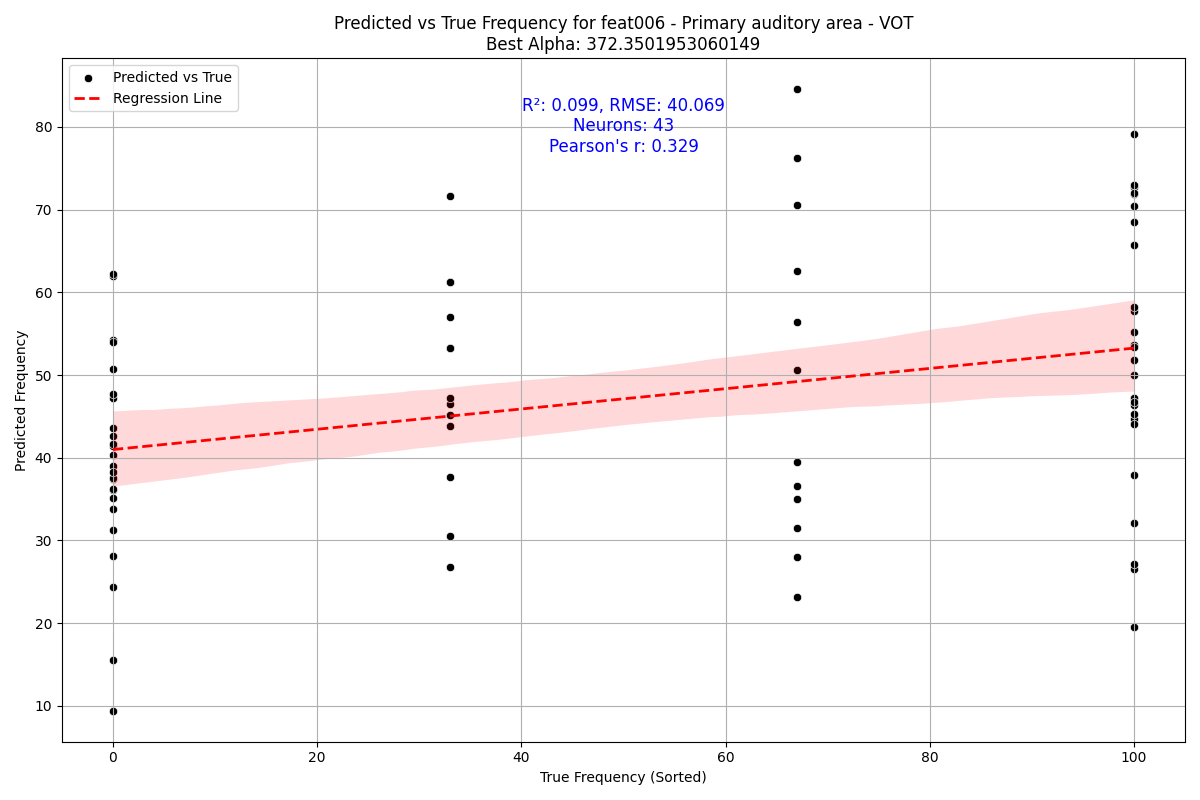 Predicted vs True Frequency for feat006 - Primary auditory area - VOT
Best Alpha: 372.3501953060149
Predicted vs True
Regression Line
R²: 0.099, RMSE: 40.069
Neurons: 43
Pearson's r: 0.329
Predicted Frequency
80
70
60
50
40
30
20
10
0
20
40
60
80
100
True Frequency (Sorted)